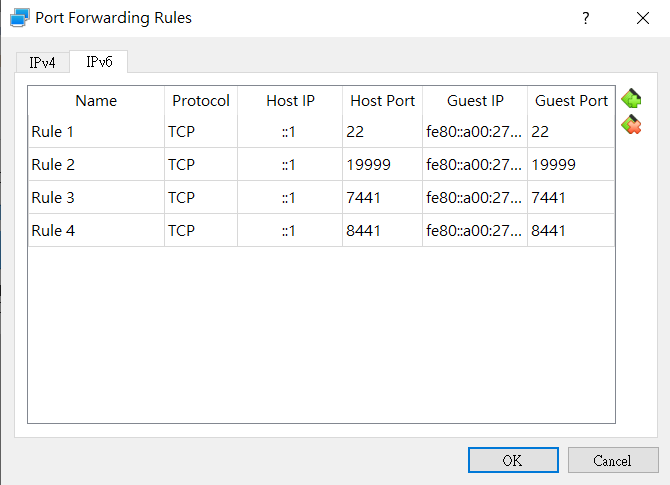 Port Forwarding Rules ?
IPv4 IPv6
Name Protocol Host IP Host Port Guest IP Guest Port
Rule 1 TCP ::1 22 fe80::a00:27... 22
Rule 2 TCP ::1 19999 fe80::a00:27... 19999
Rule 3 TCP ::1 7441 fe80::a00:27... 7441
Rule 4 TCP ::1 8441 fe80::a00:27... 8441
OK Cancel